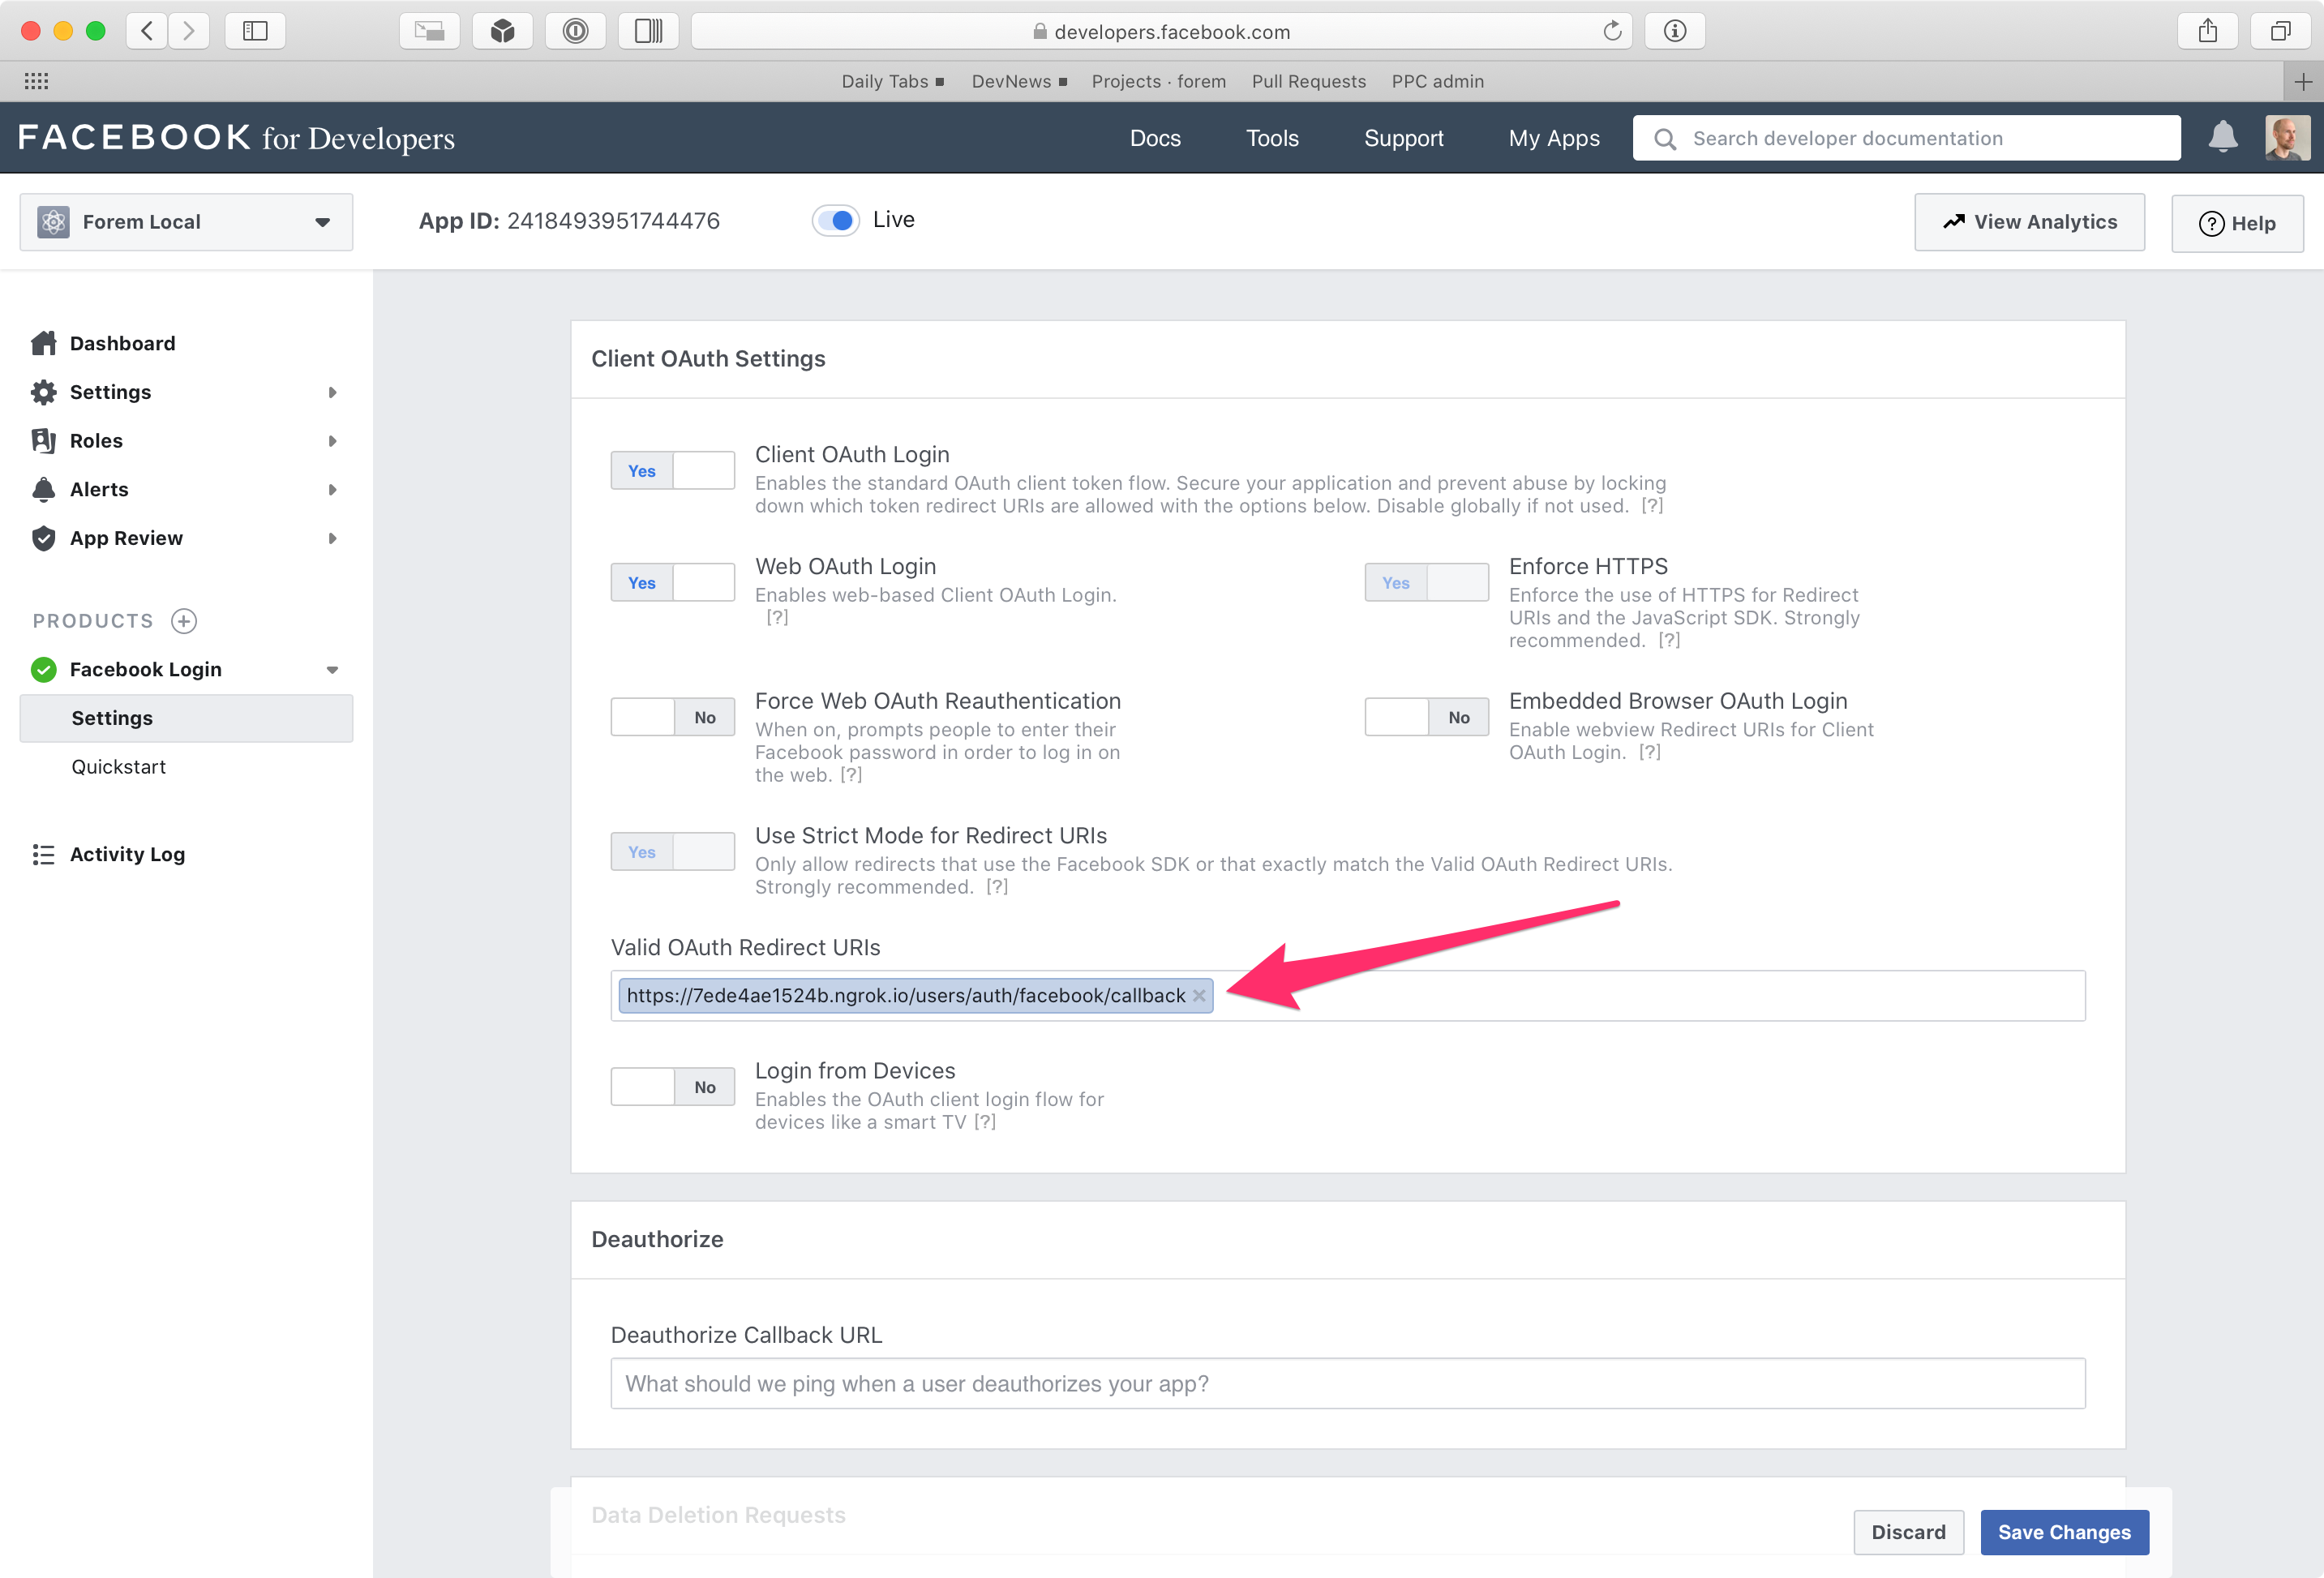 developers.facebook.com
Daily Tabs
DevNews
Projects · forem
Pull Requests
PPC admin
FACEBOOK for Developers
Docs
Tools
Support
My Apps
Search developer documentation
Forem Local
App ID: 2418493951744476
Live
View Analytics
Help
Dashboard
Settings
Roles
Alerts
App Review
PRODUCTS
Facebook Login
Settings
Quickstart
Activity Log
Client OAuth Settings
Yes
Client OAuth Login
Enables the standard OAuth client token flow. Secure your application and prevent abuse by locking
down which token redirect URIs are allowed with the options below. Disable globally if not used. [?]
Yes
Web OAuth Login
Enables web-based Client OAuth Login.
[?]
Yes
Enforce HTTPS
Enforce the use of HTTPS for Redirect
URIs and the JavaScript SDK. Strongly
recommended. [?]
No
Force Web OAuth Reauthentication
When on, prompts people to enter their
Facebook password in order to log in on
the web. [?]
No
Embedded Browser OAuth Login
Enable webview Redirect URIs for Client
OAuth Login. [?]
Yes
Use Strict Mode for Redirect URIs
Only allow redirects that use the Facebook SDK or that exactly match the Valid OAuth Redirect URIs.
Strongly recommended. [?]
Valid OAuth Redirect URIs
https://7ede4ae1524b.ngrok.io/users/auth/facebook/callback
No
Login from Devices
Enables the OAuth client login flow for
devices like a smart TV [?]
Deauthorize
Deauthorize Callback URL
What should we ping when a user deauthorizes your app?
Data Deletion Requests
Discard
Save Changes